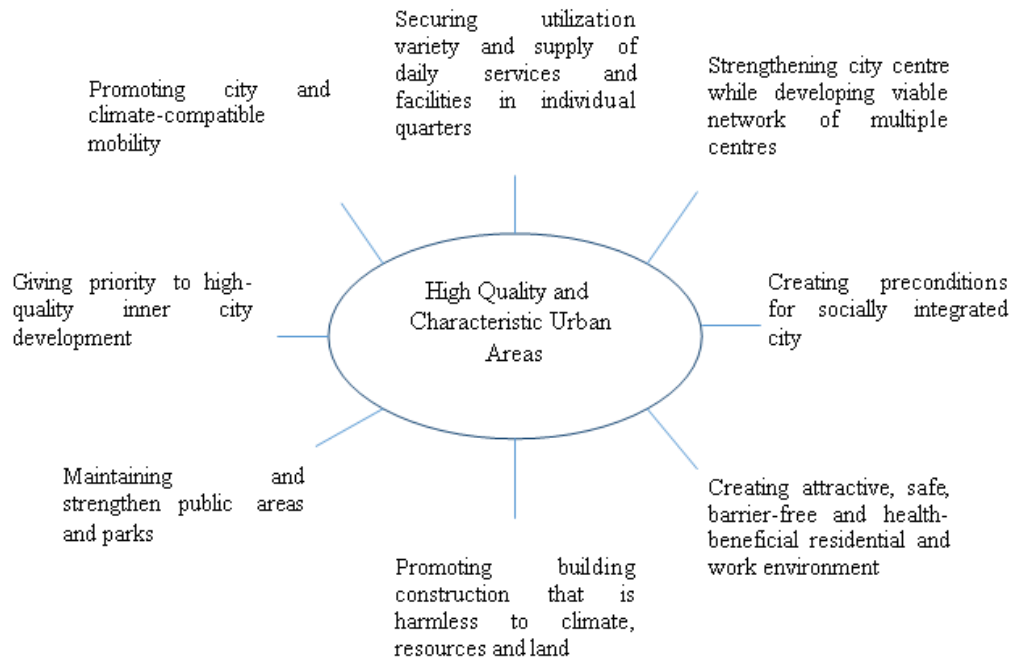 Securing utilization
variety and supply of
daily services and
facilities in individual
quarters
Promoting city and
climate-compatible
mobility
Strengthening city centre
while developing viable
network of multiple
centres
Giving priority to high-
quality inner city
development
High Quality and
Characteristic Urban
Areas
Creating preconditions
for socially integrated
city
Maintaining and
strengthen public areas
and parks
Creating attractive, safe,
barrier-free and health-
beneficial residential and
work environment
Promoting building
construction that is
harmless to climate,
resources and land